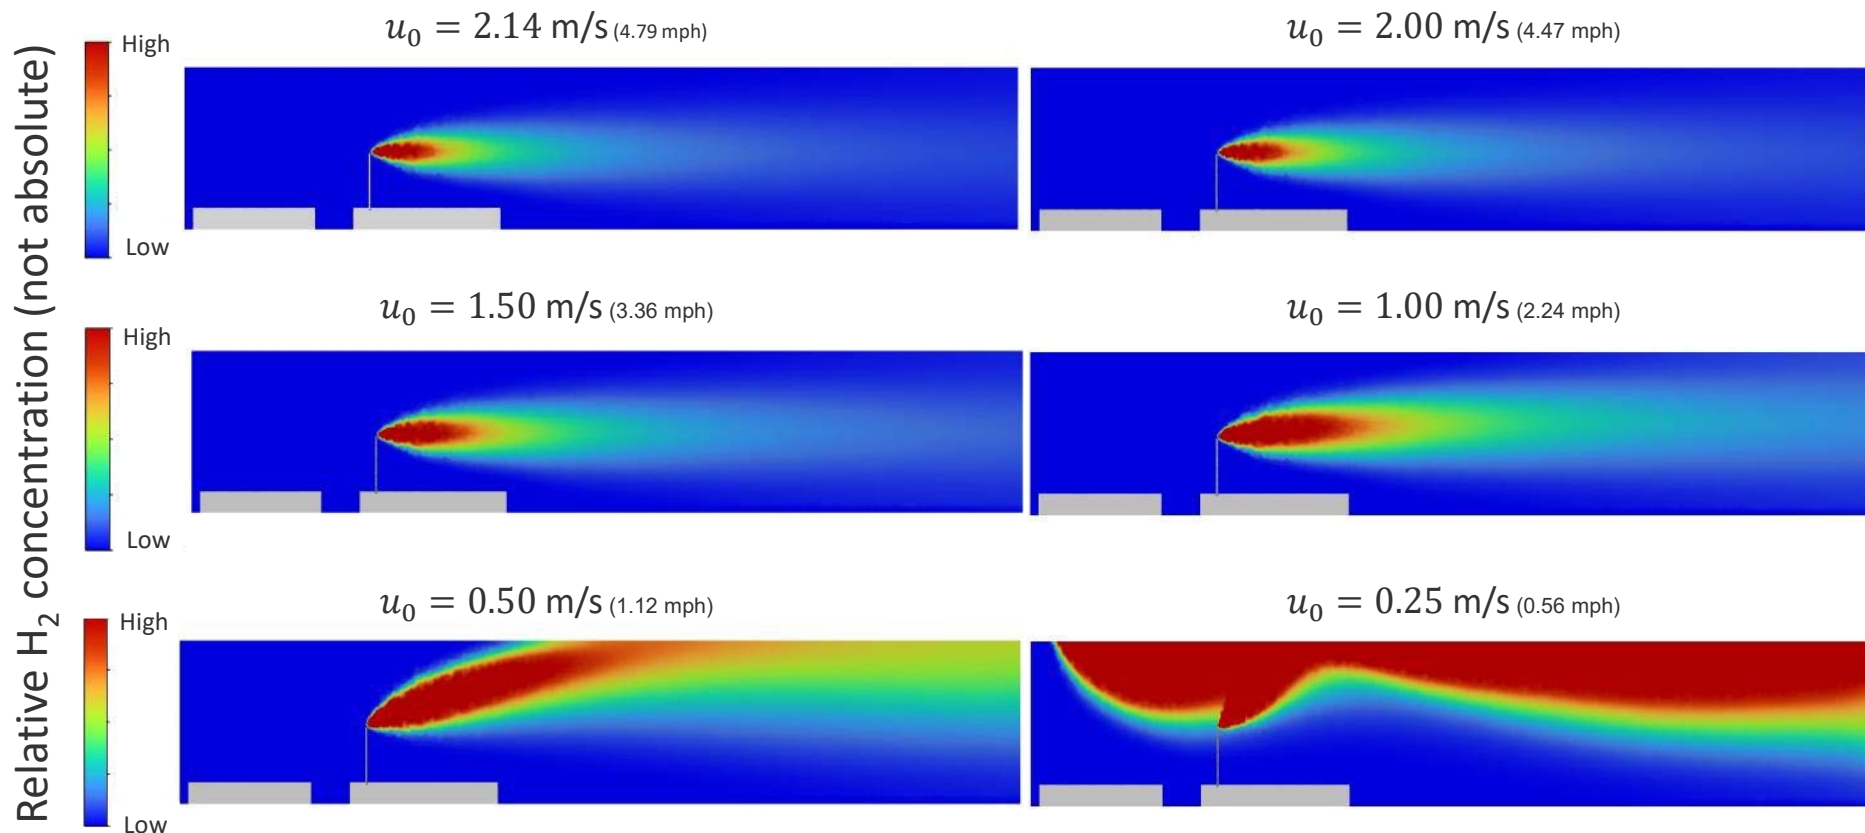 Relative H₂ concentration (not absolute)
High
Low
𝑢₀ = 2.14 m/s (4.79 mph)
𝑢₀ = 2.00 m/s (4.47 mph)
High
Low
𝑢₀ = 1.50 m/s (3.36 mph)
𝑢₀ = 1.00 m/s (2.24 mph)
High
Low
𝑢₀ = 0.50 m/s (1.12 mph)
𝑢₀ = 0.25 m/s (0.56 mph)